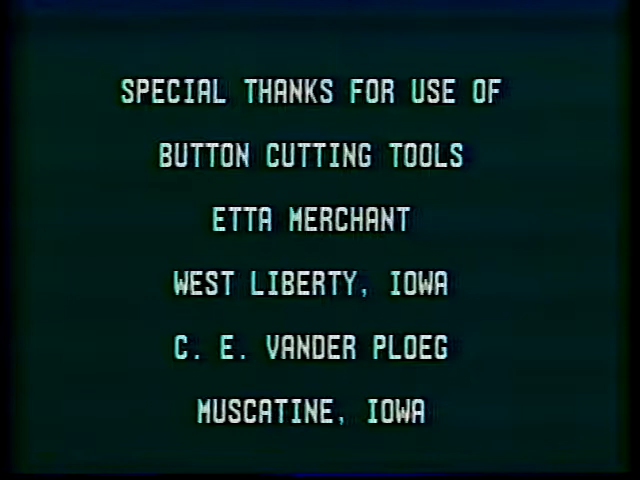 SPECIAL THANKS FOR USE OF
BUTTON CUTTING TOOLS
ETTA MERCHANT
WEST LIBERTY, IOWA
C. E. VANDER PLOEG
MUSCATINE, IOWA